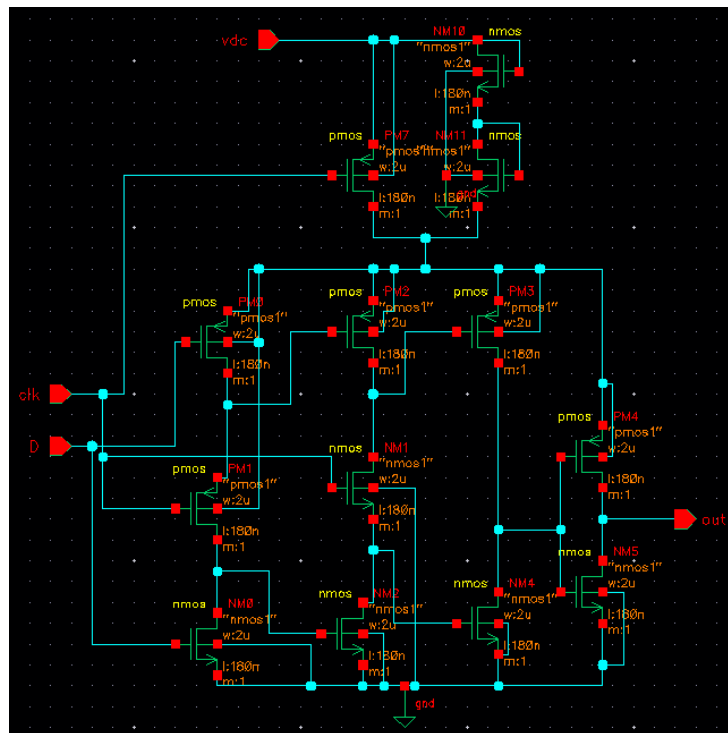 vdc
NM10
nmos
"nmos1"
w:2u
l:180n
m:1
pmos
PM7
"pmos1"
w:2u
l:180n
m:1
NM11
nmos
w:2u
gnd
l:180n
m:1
pmos
PM0
"pmos1"
w:2u
l:180n
m:1
pmos
PM2
"pmos1"
w:2u
l:180n
m:1
pmos
PM3
"pmos1"
w:2u
l:180n
m:1
clk
D
pmos
PM1
"pmos1"
w:2u
l:180n
m:1
nmos
NM1
"nmos1"
w:2u
l:180n
m:1
pmos
PM4
"pmos1"
w:2u
l:180n
m:1
out
nmos
NM0
"nmos1"
w:2u
l:180n
m:1
nmos
NM2
"nmos1"
w:2u
l:180n
m:1
nmos
NM4
"nmos1"
w:2u
l:180n
m:1
nmos
NM5
"nmos1"
w:2u
l:180n
m:1
gnd